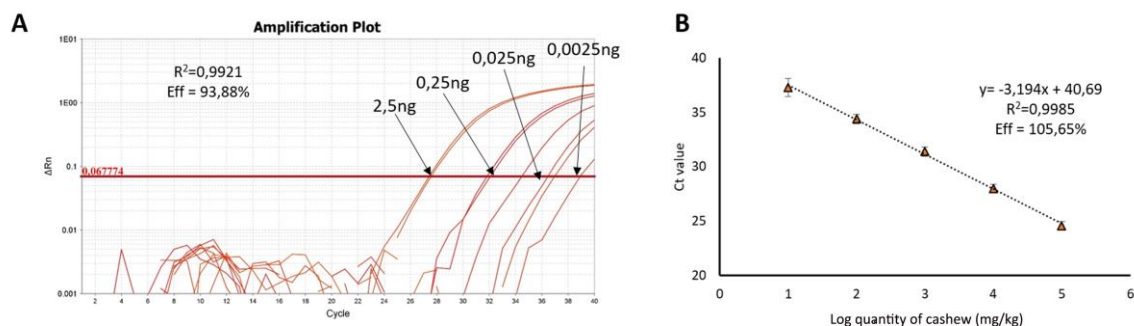 A
Amplification Plot
1E01
1E00
0.1
0.01
0.001
ΔRn
R²=0,9921
Eff = 93,88%
2,5ng
0,25ng
0,025ng
0,0025ng
0.067774
2 4 6 8 10 12 14 16 18 20 22 24 26 28 30 32 34 36 38 40
Cycle
B
40
35
30
25
20
Ct value
y= -3,194x + 40,69
R²=0,9985
Eff = 105,65%
0 1 2 3 4 5 6
Log quantity of cashew (mg/kg)